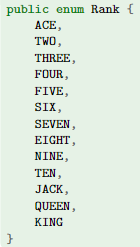 public enum Rank {
ACE,
TWO,
THREE,
FOUR,
FIVE,
SIX,
SEVEN,
EIGHT,
NINE,
TEN,
JACK,
QUEEN,
KING
}